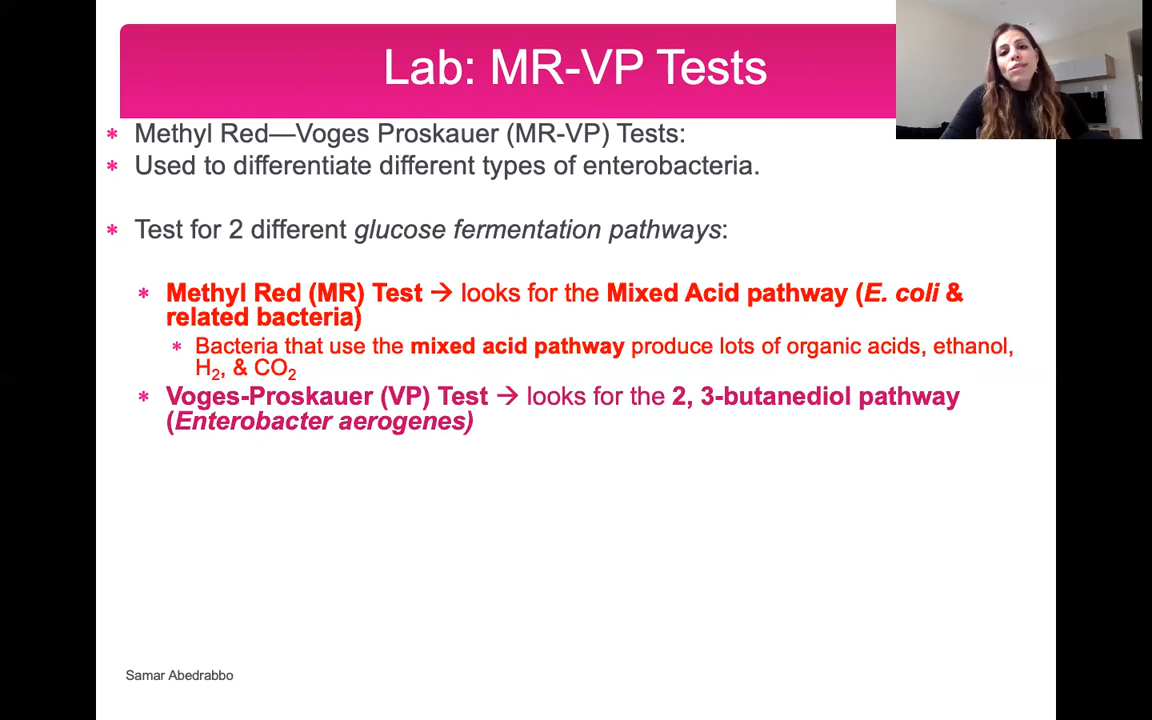 Lab: MR-VP Tests
* Methyl Red—Voges Proskauer (MR-VP) Tests:
* Used to differentiate different types of enterobacteria.
* Test for 2 different glucose fermentation pathways:
* Methyl Red (MR) Test → looks for the Mixed Acid pathway (E. coli &
related bacteria)
* Bacteria that use the mixed acid pathway produce lots of organic acids, ethanol,
H₂, & CO₂
* Voges-Proskauer (VP) Test → looks for the 2, 3-butanediol pathway
(Enterobacter aerogenes)
Samar Abedrabbo